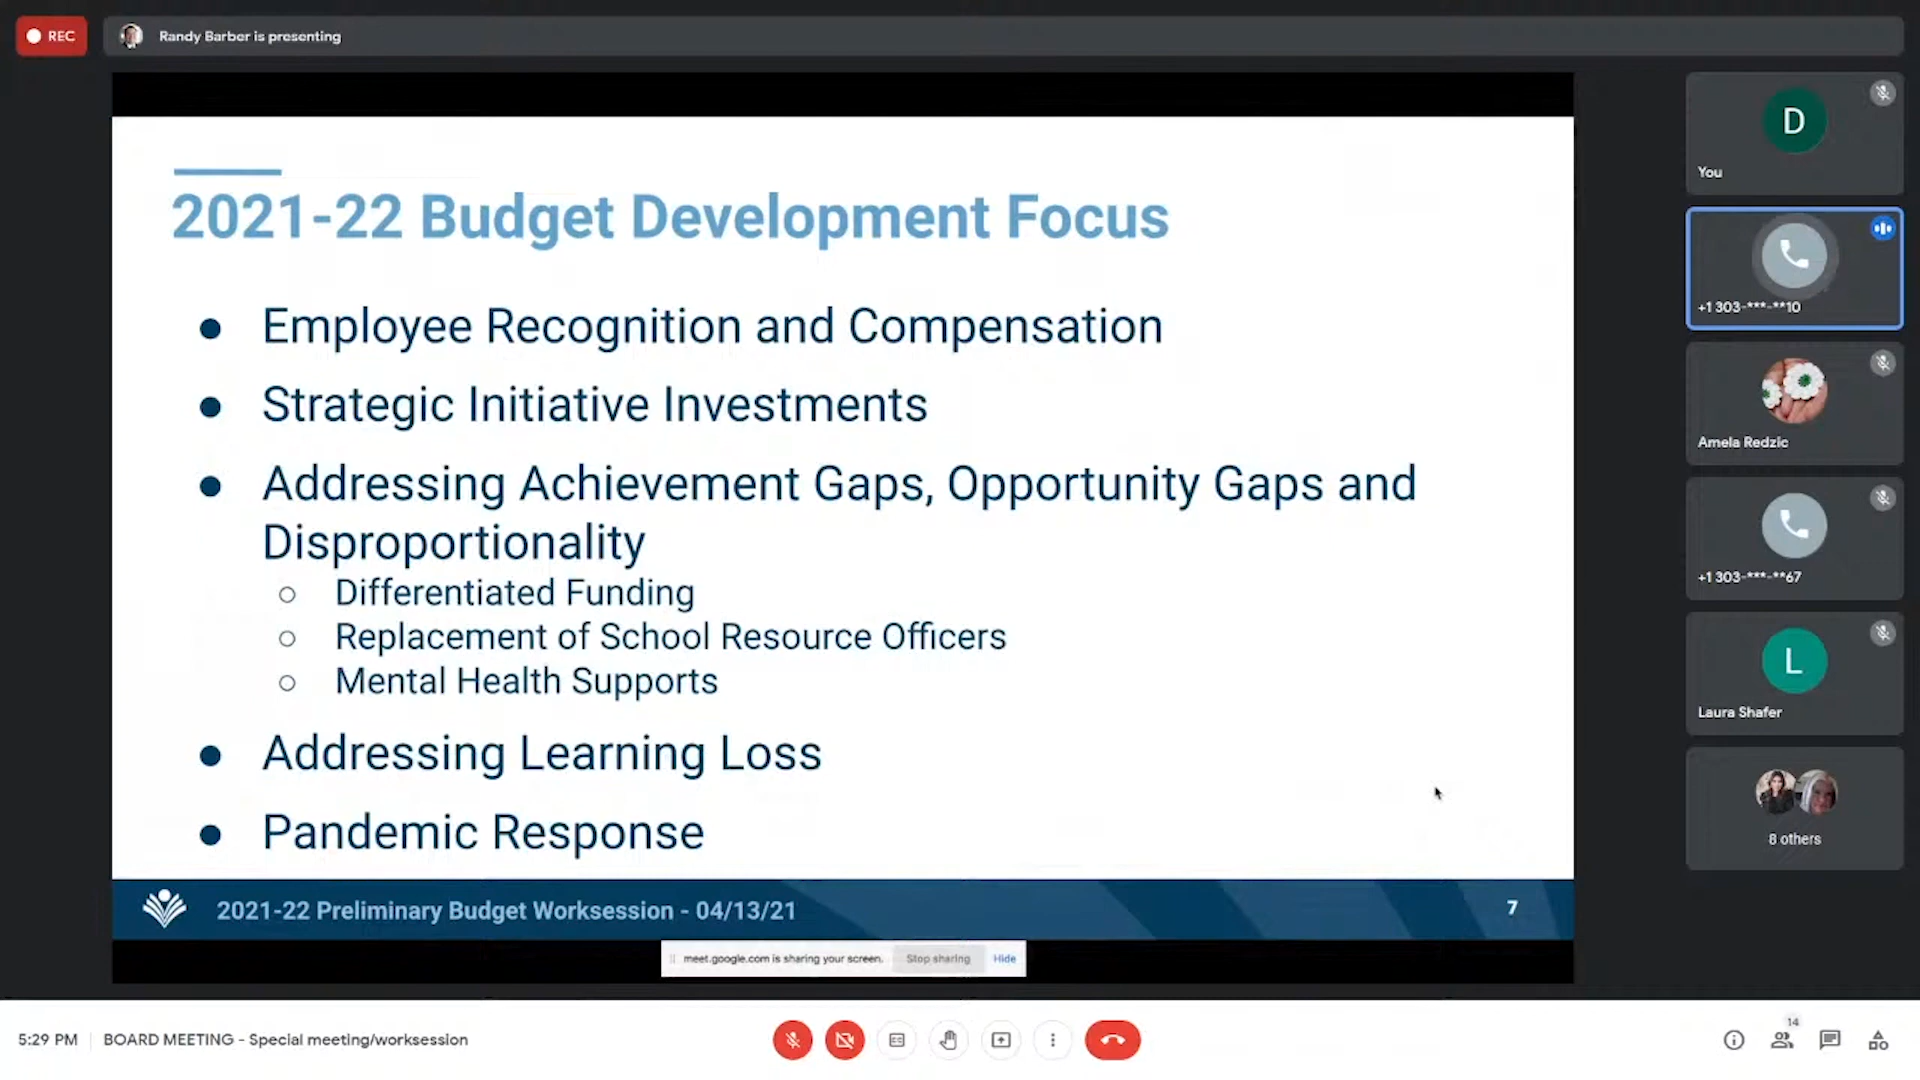 REC
Randy Barber is presenting
2021-22 Budget Development Focus
● Employee Recognition and Compensation
● Strategic Initiative Investments
● Addressing Achievement Gaps, Opportunity Gaps and
Disproportionality
○ Differentiated Funding
○ Replacement of School Resource Officers
○ Mental Health Supports
● Addressing Learning Loss
● Pandemic Response
2021-22 Preliminary Budget Worksession - 04/13/21
7
meet.google.com is sharing your screen.
Stop sharing
Hide
D
You
+1 303-***-**10
Amela Redzic
+1 303-***-**67
L
Laura Shafer
8 others
5:29 PM
BOARD MEETING - Special meeting/worksession
14